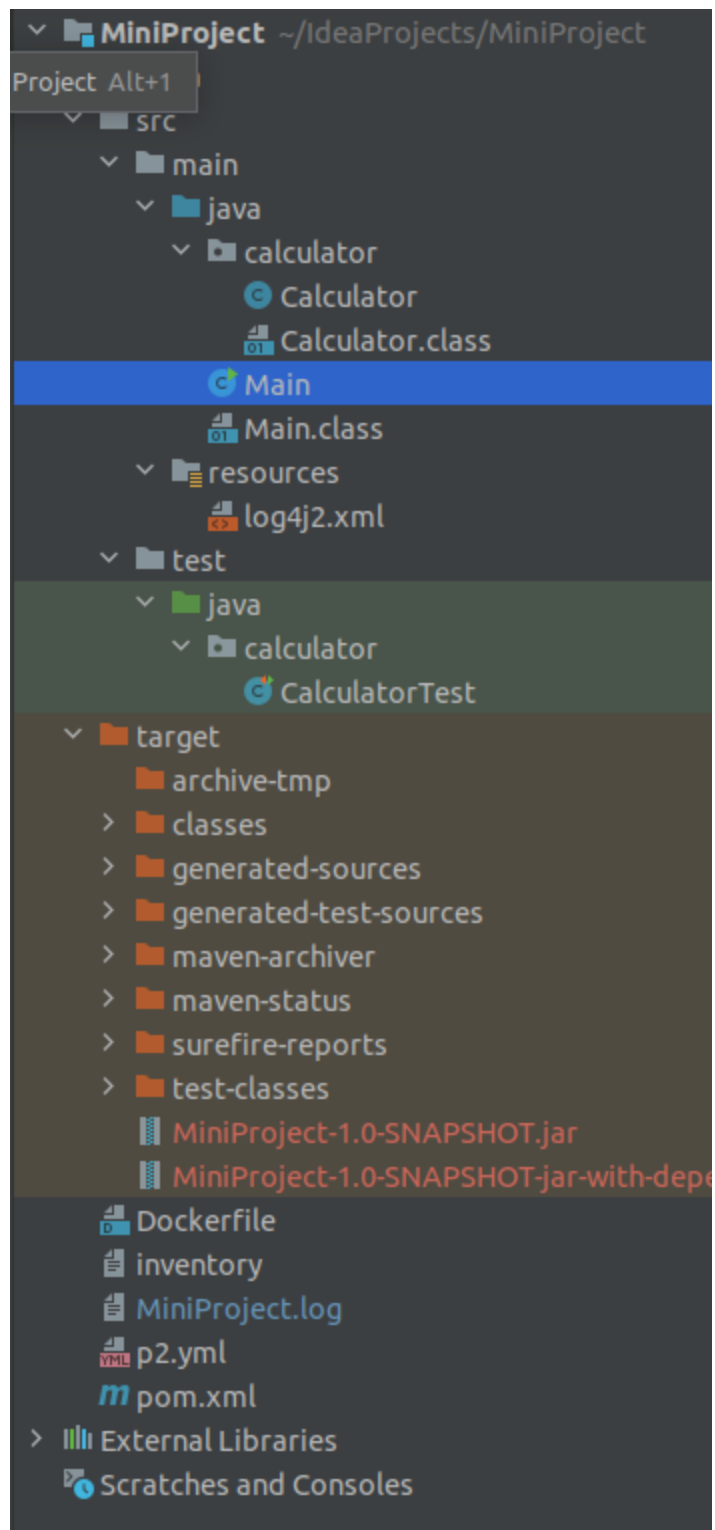 MiniProject ~/IdeaProjects/MiniProject
Project Alt+1
src
main
java
calculator
Calculator
Calculator.class
Main
Main.class
resources
log4j2.xml
test
java
calculator
CalculatorTest
target
archive-tmp
classes
generated-sources
generated-test-sources
maven-archiver
maven-status
surefire-reports
test-classes
MiniProject-1.0-SNAPSHOT.jar
MiniProject-1.0-SNAPSHOT-jar-with-depe
Dockerfile
inventory
MiniProject.log
p2.yml
pom.xml
External Libraries
Scratches and Consoles